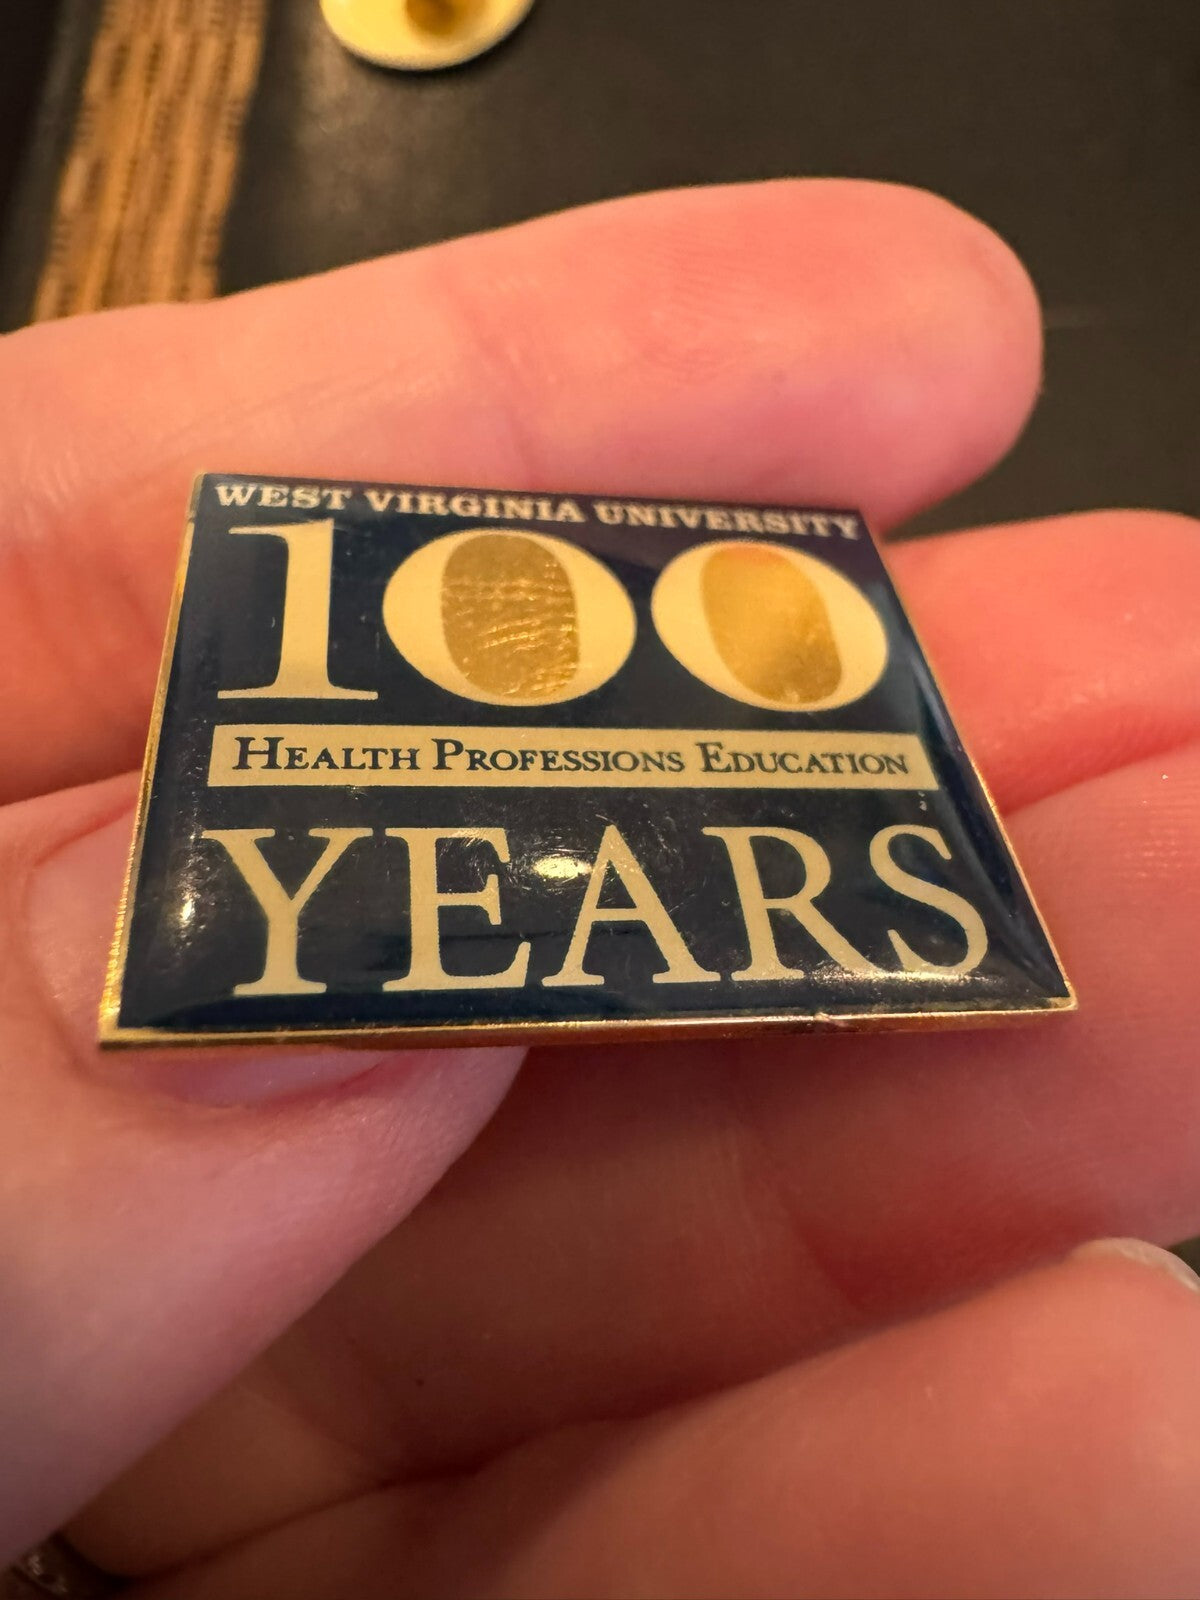 WEST VIRGINIA UNIVERSITY
100
HEALTH PROFESSIONS EDUCATION
YEARS